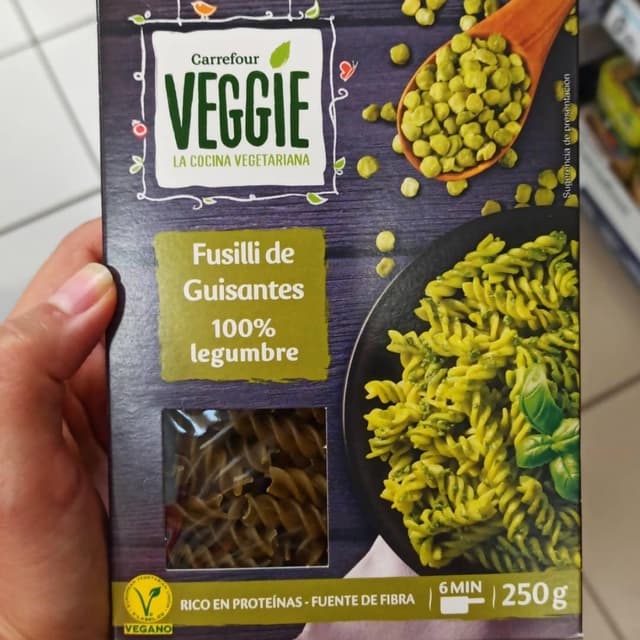 Carrefour
VEGGIE
LA COCINA VEGETARIANA
Sugerencia de presentación
Fusilli de
Guisantes
100%
legumbre
RICO EN PROTEÍNAS - FUENTE DE FIBRA
6 MIN
250g
VEGANO